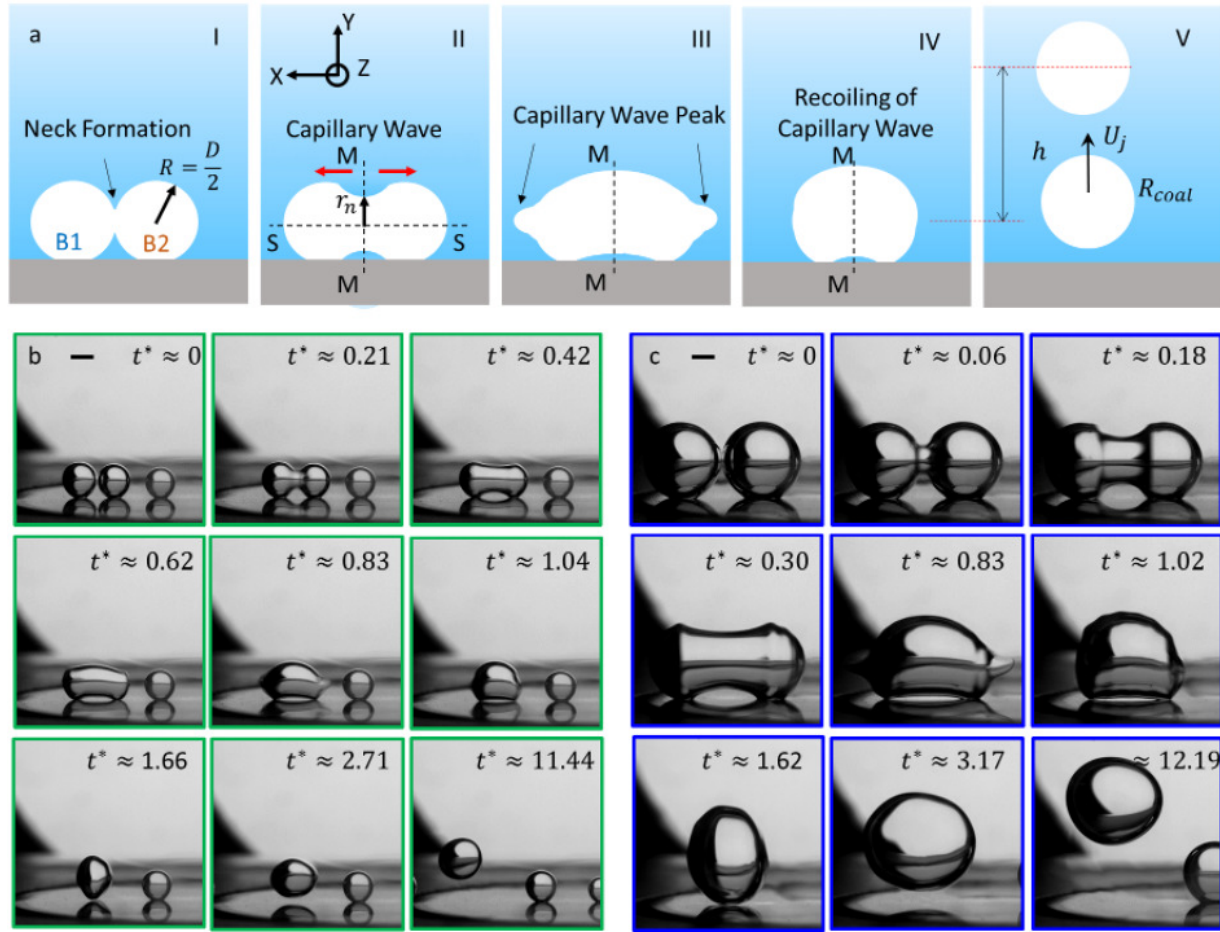 a
I
Neck Formation
R = D/2
B1
B2
II
Y
X
Z
Capillary Wave
M
r_n
S
S
M
III
Capillary Wave Peak
M
M
IV
Recoiling of
Capillary Wave
M
M
V
h
U_j
R_coal
b
t* ≈ 0
t* ≈ 0.21
t* ≈ 0.42
t* ≈ 0.62
t* ≈ 0.83
t* ≈ 1.04
t* ≈ 1.66
t* ≈ 2.71
t* ≈ 11.44
c
t* ≈ 0
t* ≈ 0.06
t* ≈ 0.18
t* ≈ 0.30
t* ≈ 0.83
t* ≈ 1.02
t* ≈ 1.62
t* ≈ 3.17
≈ 12.19